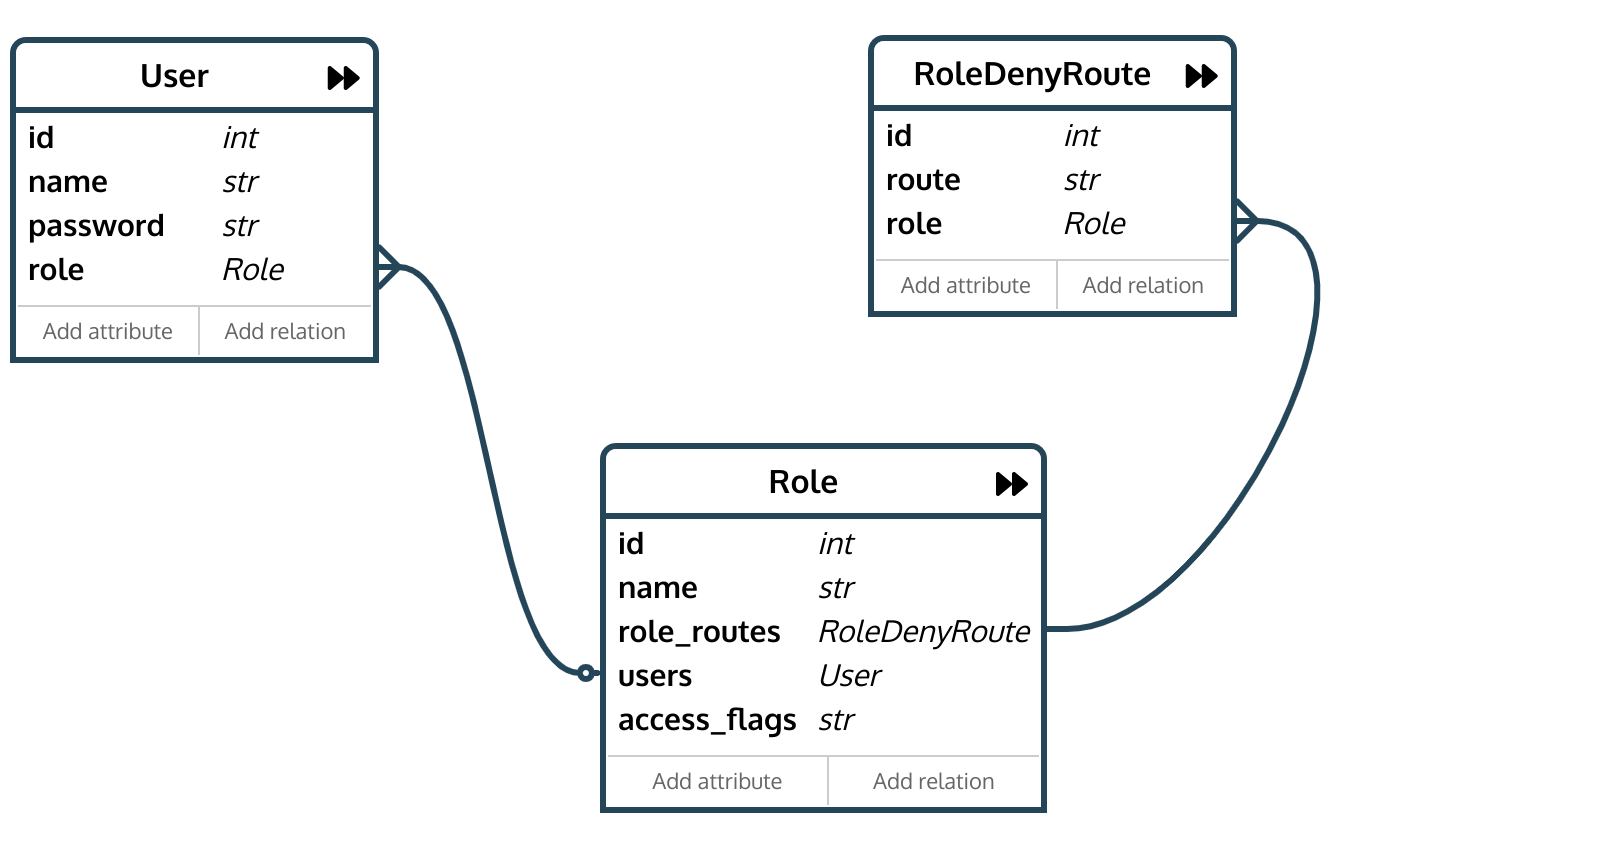 User
id int
name str
password str
role Role
Add attribute Add relation
RoleDenyRoute
id int
route str
role Role
Add attribute Add relation
Role
id int
name str
role_routes RoleDenyRoute
users User
access_flags str
Add attribute Add relation